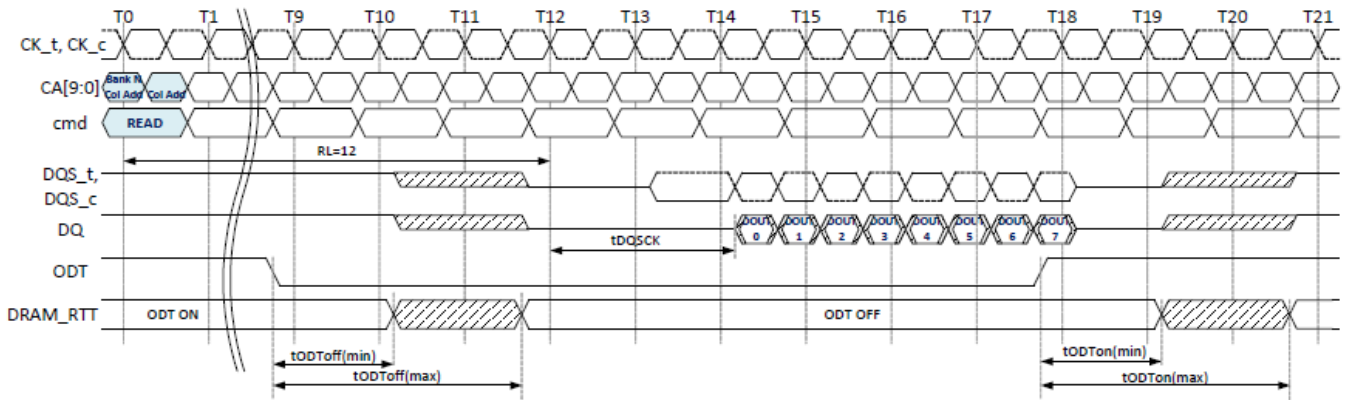 T0 T1 T9 T10 T11 T12 T13 T14 T15 T16 T17 T18 T19 T20 T21
CK_t, CK_c
Bank N
CA[9:0] Col Add Col Add
cmd READ
RL=12
DQS_t,
DQS_c
DQ DOUT 0 DOUT 1 DOUT 2 DOUT 3 DOUT 4 DOUT 5 DOUT 6 DOUT 7
tDQSCK
ODT
DRAM_RTT ODT ON ODT OFF
tODToff(min) tODTon(min)
tODToff(max) tODTon(max)